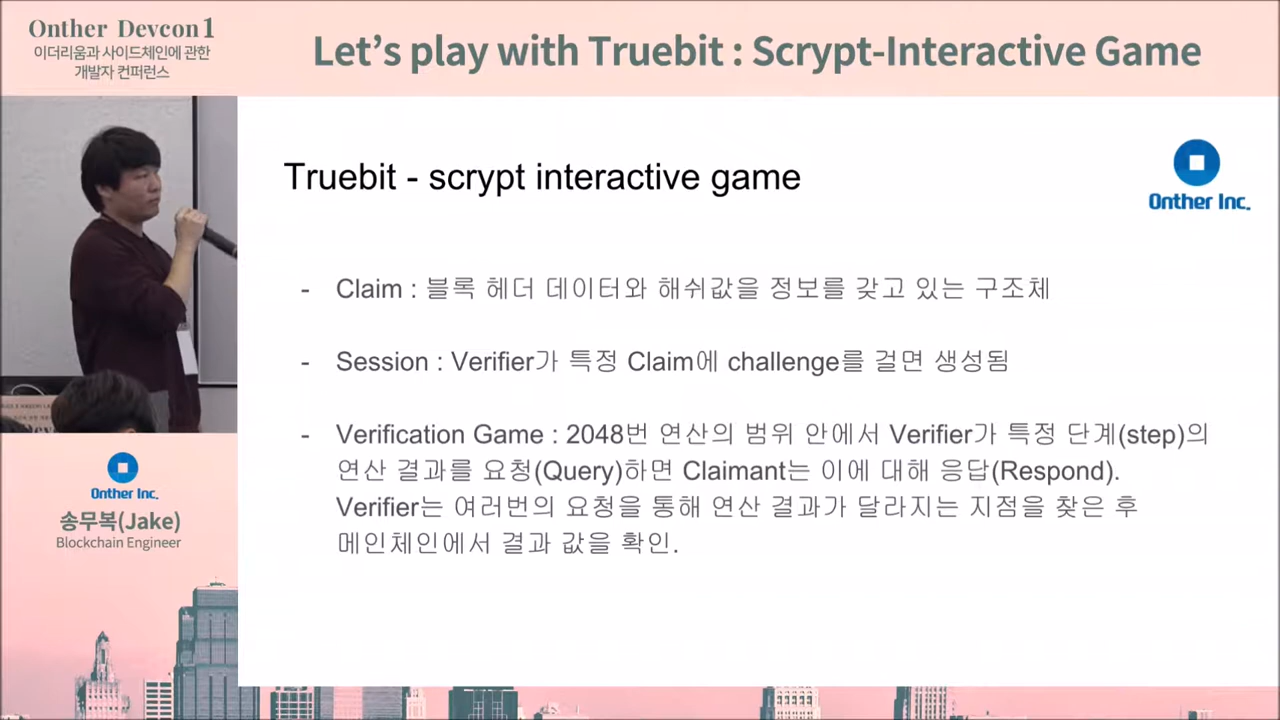 Onther Devcon1
이더리움과 사이드체인에 관한
개발자 컨퍼런스
Let's play with Truebit : Scrypt-Interactive Game
Truebit - scrypt interactive game
Onther Inc.
- Claim : 블록 헤더 데이터와 해쉬값을 정보를 갖고 있는 구조체
- Session : Verifier가 특정 Claim에 challenge를 걸면 생성됨
- Verification Game : 2048번 연산의 범위 안에서 Verifier가 특정 단계(step)의
연산 결과를 요청(Query)하면 Claimant는 이에 대해 응답(Respond).
Verifier는 여러번의 요청을 통해 연산 결과가 달라지는 지점을 찾은 후
메인체인에서 결과 값을 확인.
Onther Inc.
송무복(Jake)
Blockchain Engineer